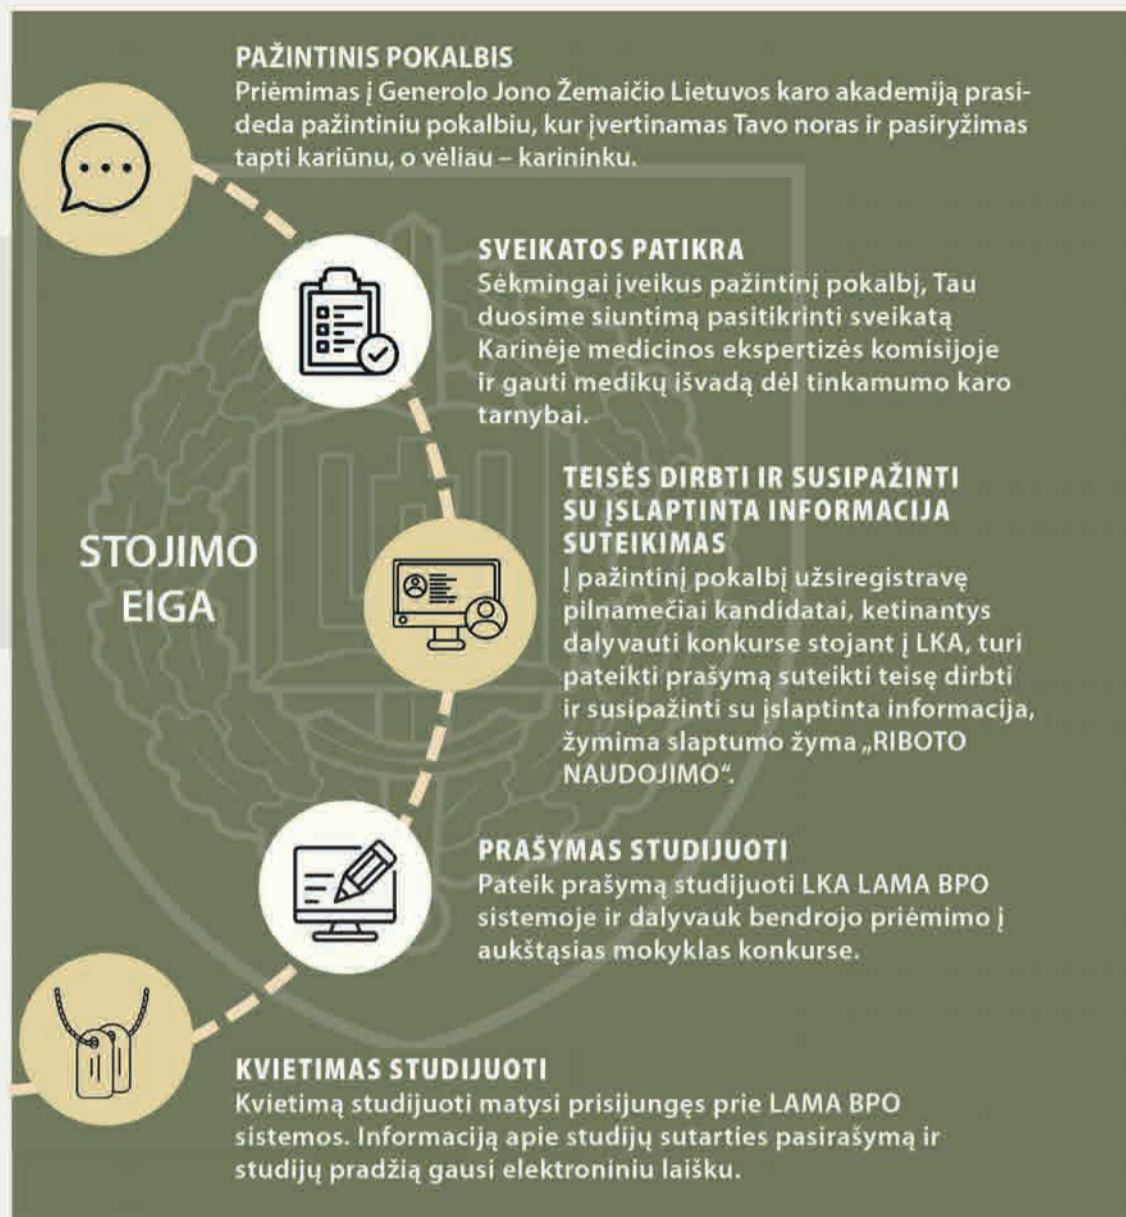 PAŽINTINIS POKALBIS
Priėmimas į Generolo Jono Žemaičio Lietuvos karo akademiją prasi-
deda pažintiniu pokalbiu, kur įvertinamas Tavo noras ir pasiryžimas
tapti kariūnu, o vėliau – karininku.
SVEIKATOS PATIKRA
Sėkmingai įveikus pažintinį pokalbį, Tau
duosime siuntimą pasitikrinti sveikatą
Karinėje medicinos ekspertizės komisijoje
ir gauti medikų išvadą dėl tinkamumo karo
tarnybai.
TEISĖS DIRBTI IR SUSIPAŽINTI
SU ĮSLAPTINTA INFORMACIJA
SUTEIKIMAS
Į pažintinį pokalbį užsiregistravę
pilnamečiai kandidatai, ketinantys
dalyvauti konkurse stojant į LKA, turi
pateikti prašymą suteikti teisę dirbti
ir susipažinti su įslaptinta informacija,
žymima slaptumo žyma „RIBOTO
NAUDOJIMO“.
STOJIMO
EIGA
PRAŠYMAS STUDIJUOTI
Pateik prašymą studijuoti LKA LAMA BPO
sistemoje ir dalyvauk bendrojo priėmimo į
aukštąsias mokyklas konkurse.
KVIETIMAS STUDIJUOTI
Kvietimą studijuoti matysi prisijungęs prie LAMA BPO
sistemos. Informaciją apie studijų sutarties pasirašymą ir
studijų pradžią gausi elektroniniu laišku.